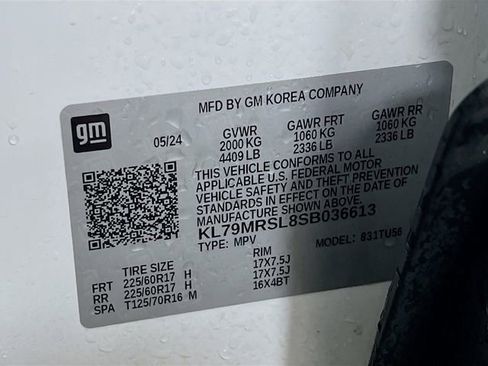 MFD BY GM KOREA COMPANY
gm
05/24 GVWR GAWR FRT GAWR RR
2000 KG 1060 KG 1060 KG
4409 LB 2336 LB 2336 LB
THIS VEHICLE CONFORMS TO ALL
APPLICABLE U.S. FEDERAL MOTOR
VEHICLE SAFETY AND THEFT PREVENTION
STANDARDS IN EFFECT ON THE DATE OF
MANUFACTURE SHOWN ABOVE.
KL79MRSL8SB036613
TYPE: MPV MODEL: 831TU56
TIRE SIZE RIM
FRT 225/60R17 H 17X7.5J
RR 225/60R17 H 17X7.5J
SPA T125/70R16 M 16X4BT